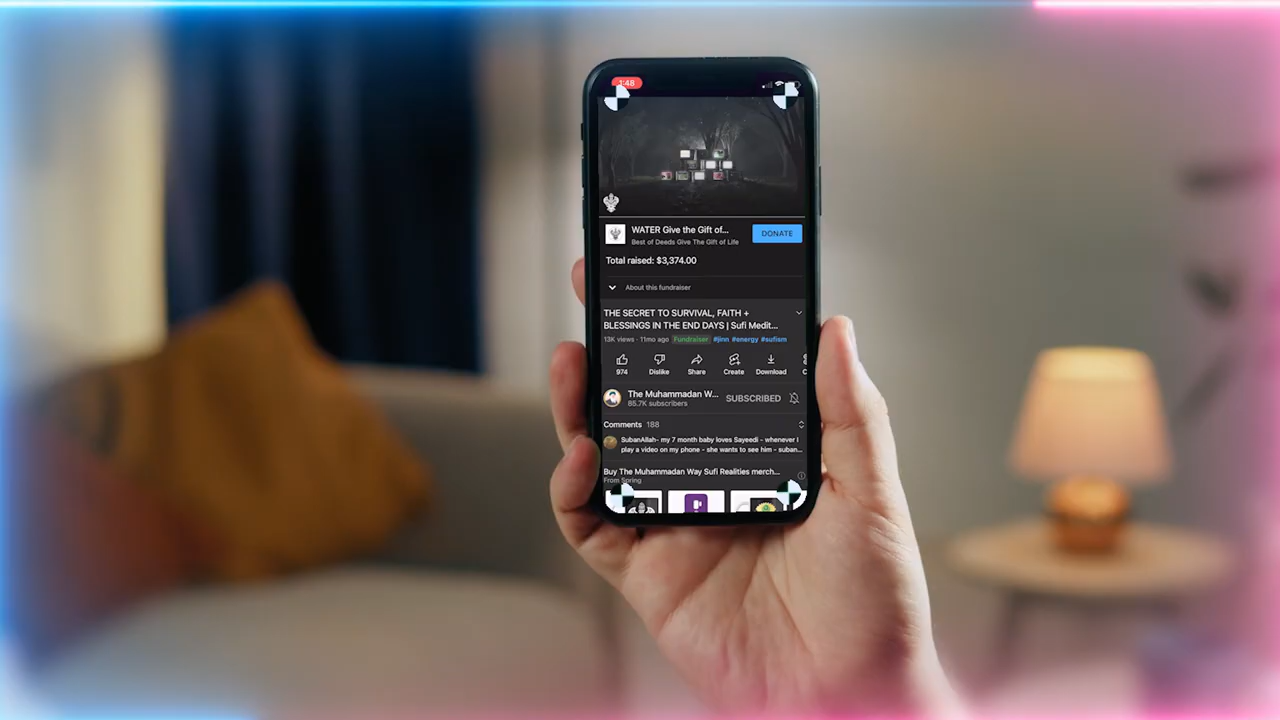 1:48
WATER Give the Gift of...
Best of Deeds Give The Gift of Life
DONATE
Total raised: $3,374.00
About this fundraiser
THE SECRET TO SURVIVAL, FAITH +
BLESSINGS IN THE END DAYS | Sufi Medit...
13K views · 11mo ago Fundraiser #jinn #energy #sufism
974 Dislike Share Create Download
The Muhammadan W...
85.7K subscribers
SUBSCRIBED
Comments 188
SubanAllah- my 7 month baby loves Sayeedi - whenever I
play a video on my phone - she wants to see him - suban...
Buy The Muhammadan Way Sufi Realities merch...
From Spring